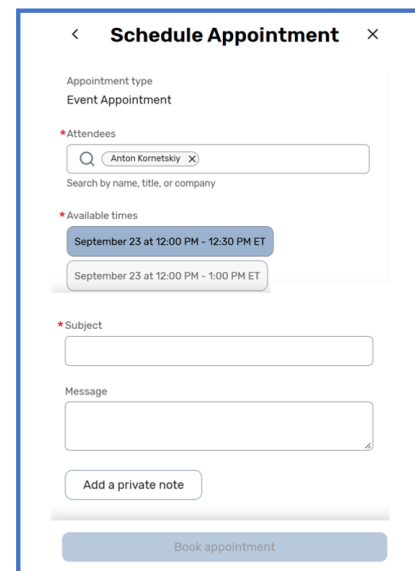 Schedule Appointment
Appointment type
Event Appointment
*Attendees
Anton Kornetskiy
Search by name, title, or company
*Available times
September 23 at 12:00 PM - 12:30 PM ET
September 23 at 12:00 PM - 1:00 PM ET
*Subject
Message
Add a private note
Book appointment